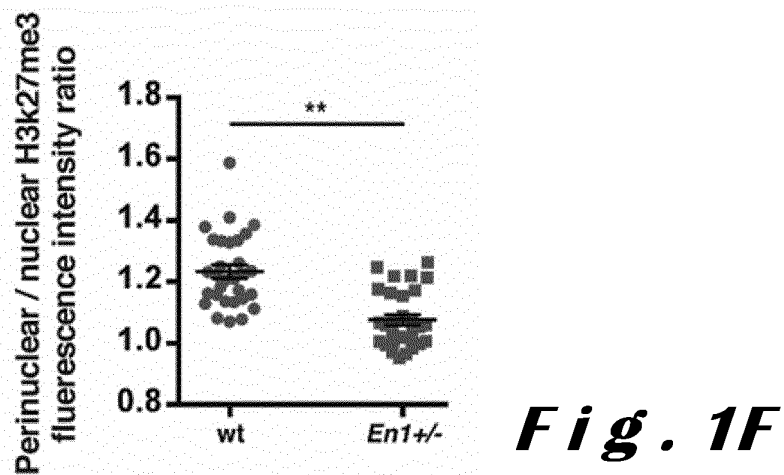 Perinuclear / nuclear H3k27me3
fluerescence intensity ratio
1.8
1.6
1.4
1.2
1.0
0.8
**
wt
En1+/-
Fig. 1F